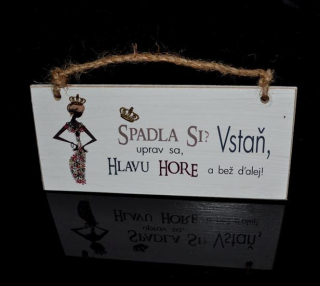 Spadla Si? Vstaň,
uprav sa,
Hlavu HORE a bež ďalej!